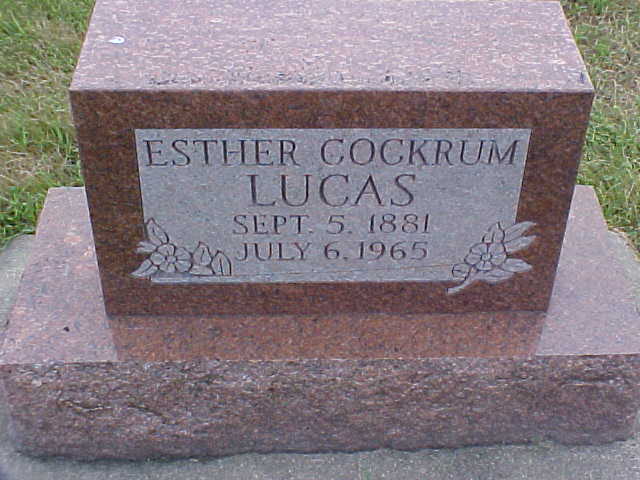 ESTHER COCKRUM
LUCAS
SEPT. 5, 1881
JULY 6, 1965